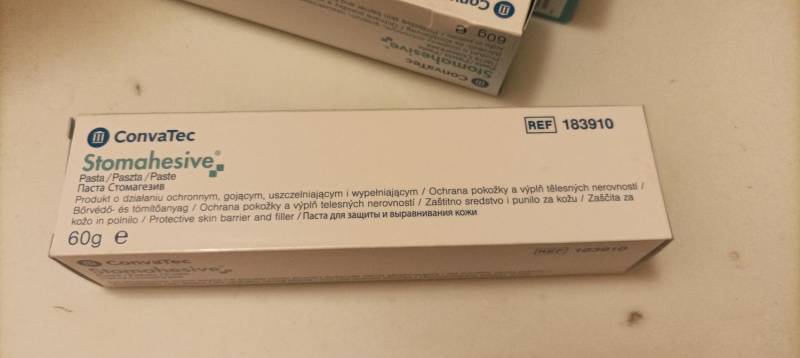 ConvaTec
Stomahesive®
Pasta / Paszta / Paste
Паста Стомагезив
Produkt o działaniu ochronnym, gojącym, uszczelniającym i wypełniającym / Ochrana pokožky a výplň tělesných nerovností /
Bőrvédő- és tömítőanyag / Ochrana pokožky a výplň telesných nerovností / Zaštitno sredstvo i punilo za kožu / Zaščita za
kožo in polnilo / Protective skin barrier and filler / Паста для защиты и выравнивания кожи
60g e
REF 183910
ConvaTec
Stomahesive®
REF 183910
ConvaTec
Stomahesive®
60g e